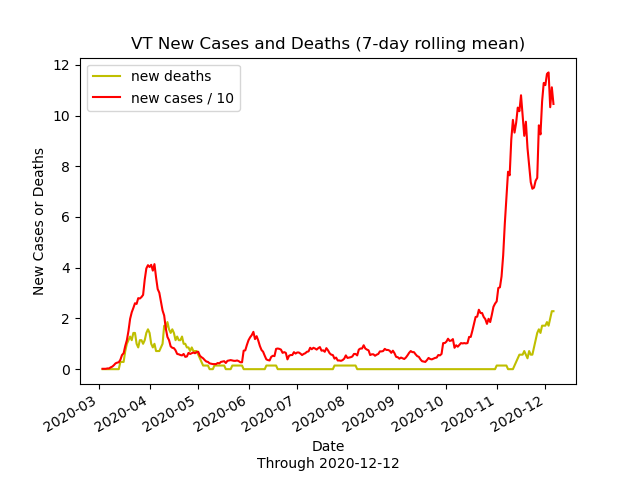 VT New Cases and Deaths (7-day rolling mean)
new deaths
new cases / 10
New Cases or Deaths
12
10
8
6
4
2
0
2020-03
2020-04
2020-05
2020-06
2020-07
2020-08
2020-09
2020-10
2020-11
2020-12
Date
Through 2020-12-12